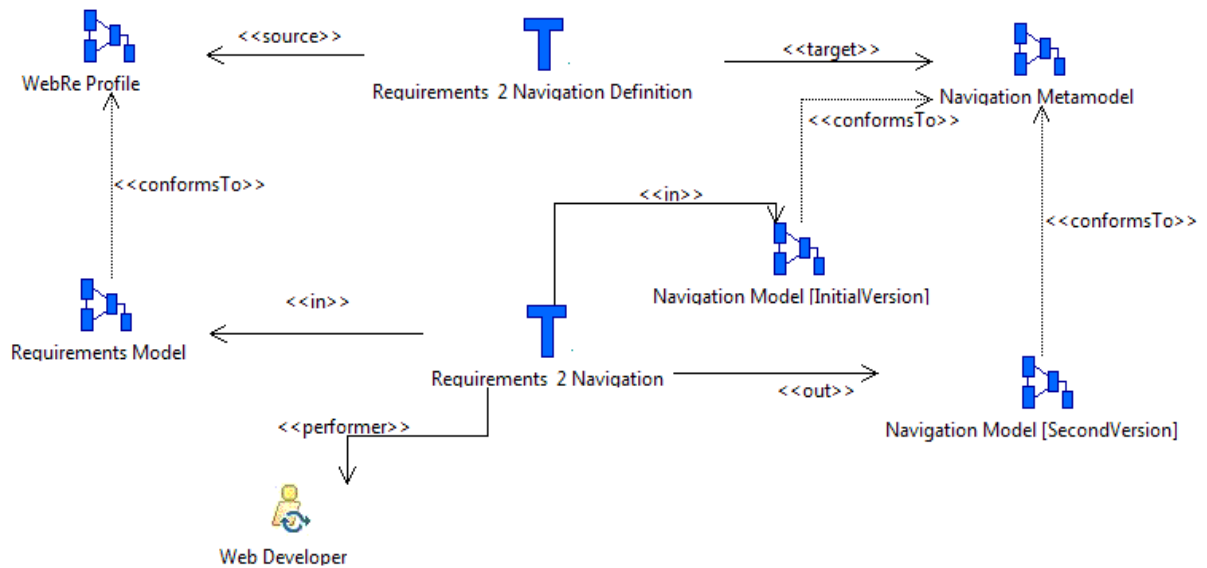 <<source>>
<<target>>
WebRe Profile
Requirements 2 Navigation Definition
Navigation Metamodel
<<conformsTo>>
<<conformsTo>>
<<in>>
<<conformsTo>>
<<in>>
Navigation Model [InitialVersion]
Requirements Model
Requirements 2 Navigation
<<out>>
<<performer>>
Navigation Model [SecondVersion]
Web Developer